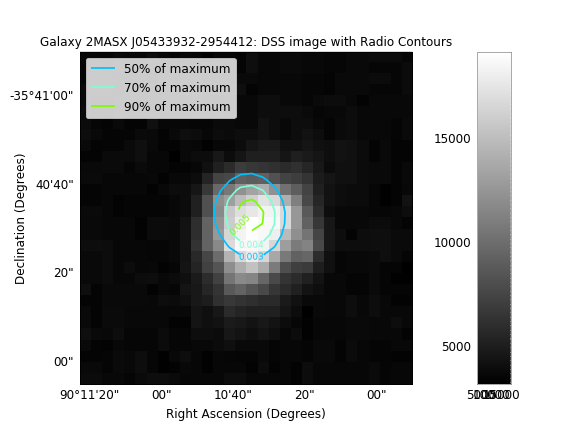 Galaxy 2MASX J05433932-2954412: DSS image with Radio Contours
50% of maximum
70% of maximum
90% of maximum
-35°41'00"
40'40"
20"
00"
Declination (Degrees)
0.005
0.004
0.003
90°11'20" 00" 10'40" 20" 00"
Right Ascension (Degrees)
15000
10000
5000